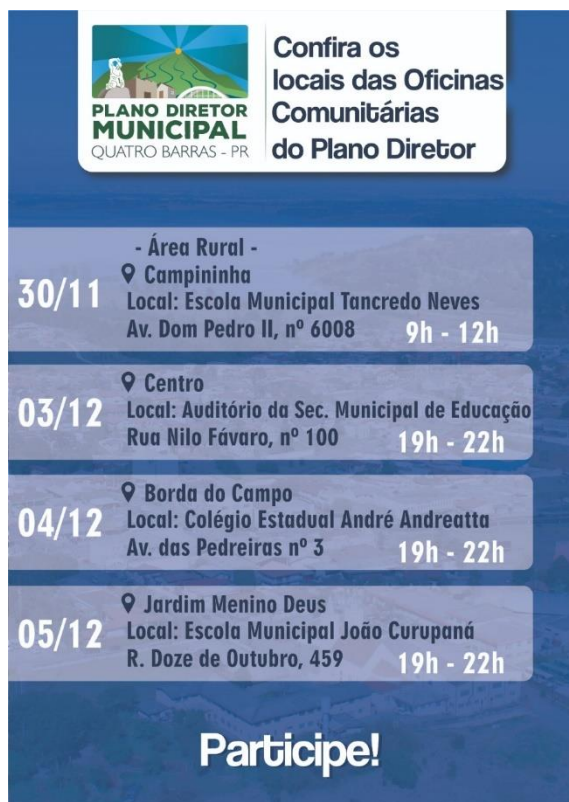 PLANO DIRETOR
MUNICIPAL
QUATRO BARRAS - PR
Confira os
locais das Oficinas
Comunitárias
do Plano Diretor
30/11
- Área Rural -
Campininha
Local: Escola Municipal Tancredo Neves
Av. Dom Pedro II, nº 6008
9h - 12h
03/12
Centro
Local: Auditório da Sec. Municipal de Educação
Rua Nilo Fávaro, nº 100
19h - 22h
04/12
Borda do Campo
Local: Colégio Estadual André Andreatta
Av. das Pedreiras nº 3
19h - 22h
05/12
Jardim Menino Deus
Local: Escola Municipal João Curupaná
R. Doze de Outubro, 459
19h - 22h
Participe!